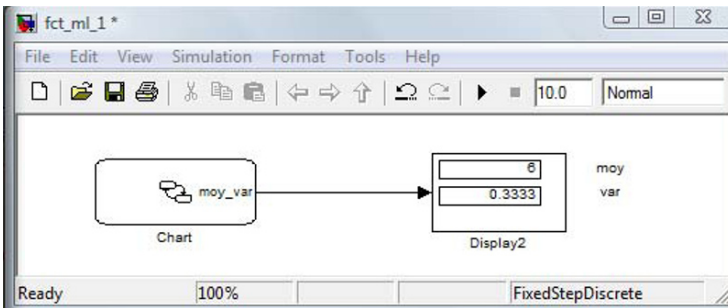 fct_ml_1 *
File Edit View Simulation Format Tools Help
10.0 Normal
6 moy
moy_var 0.3333 var
Chart Display2
Ready 100% FixedStepDiscrete